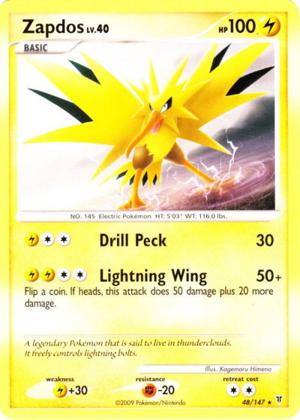 Zapdos LV.40 HP 100
BASIC
NO. 145 Electric Pokémon HT: 5'03" WT: 116.0 lbs.
Drill Peck 30
Lightning Wing 50+
Flip a coin. If heads, this attack does 50 damage plus 20 more
damage.
A legendary Pokémon that is said to live in thunderclouds.
It freely controls lightning bolts.
Illus. Kagemaru Himeno
weakness resistance retreat cost
+30 -20
©2009 Pokémon/Nintendo 48/147